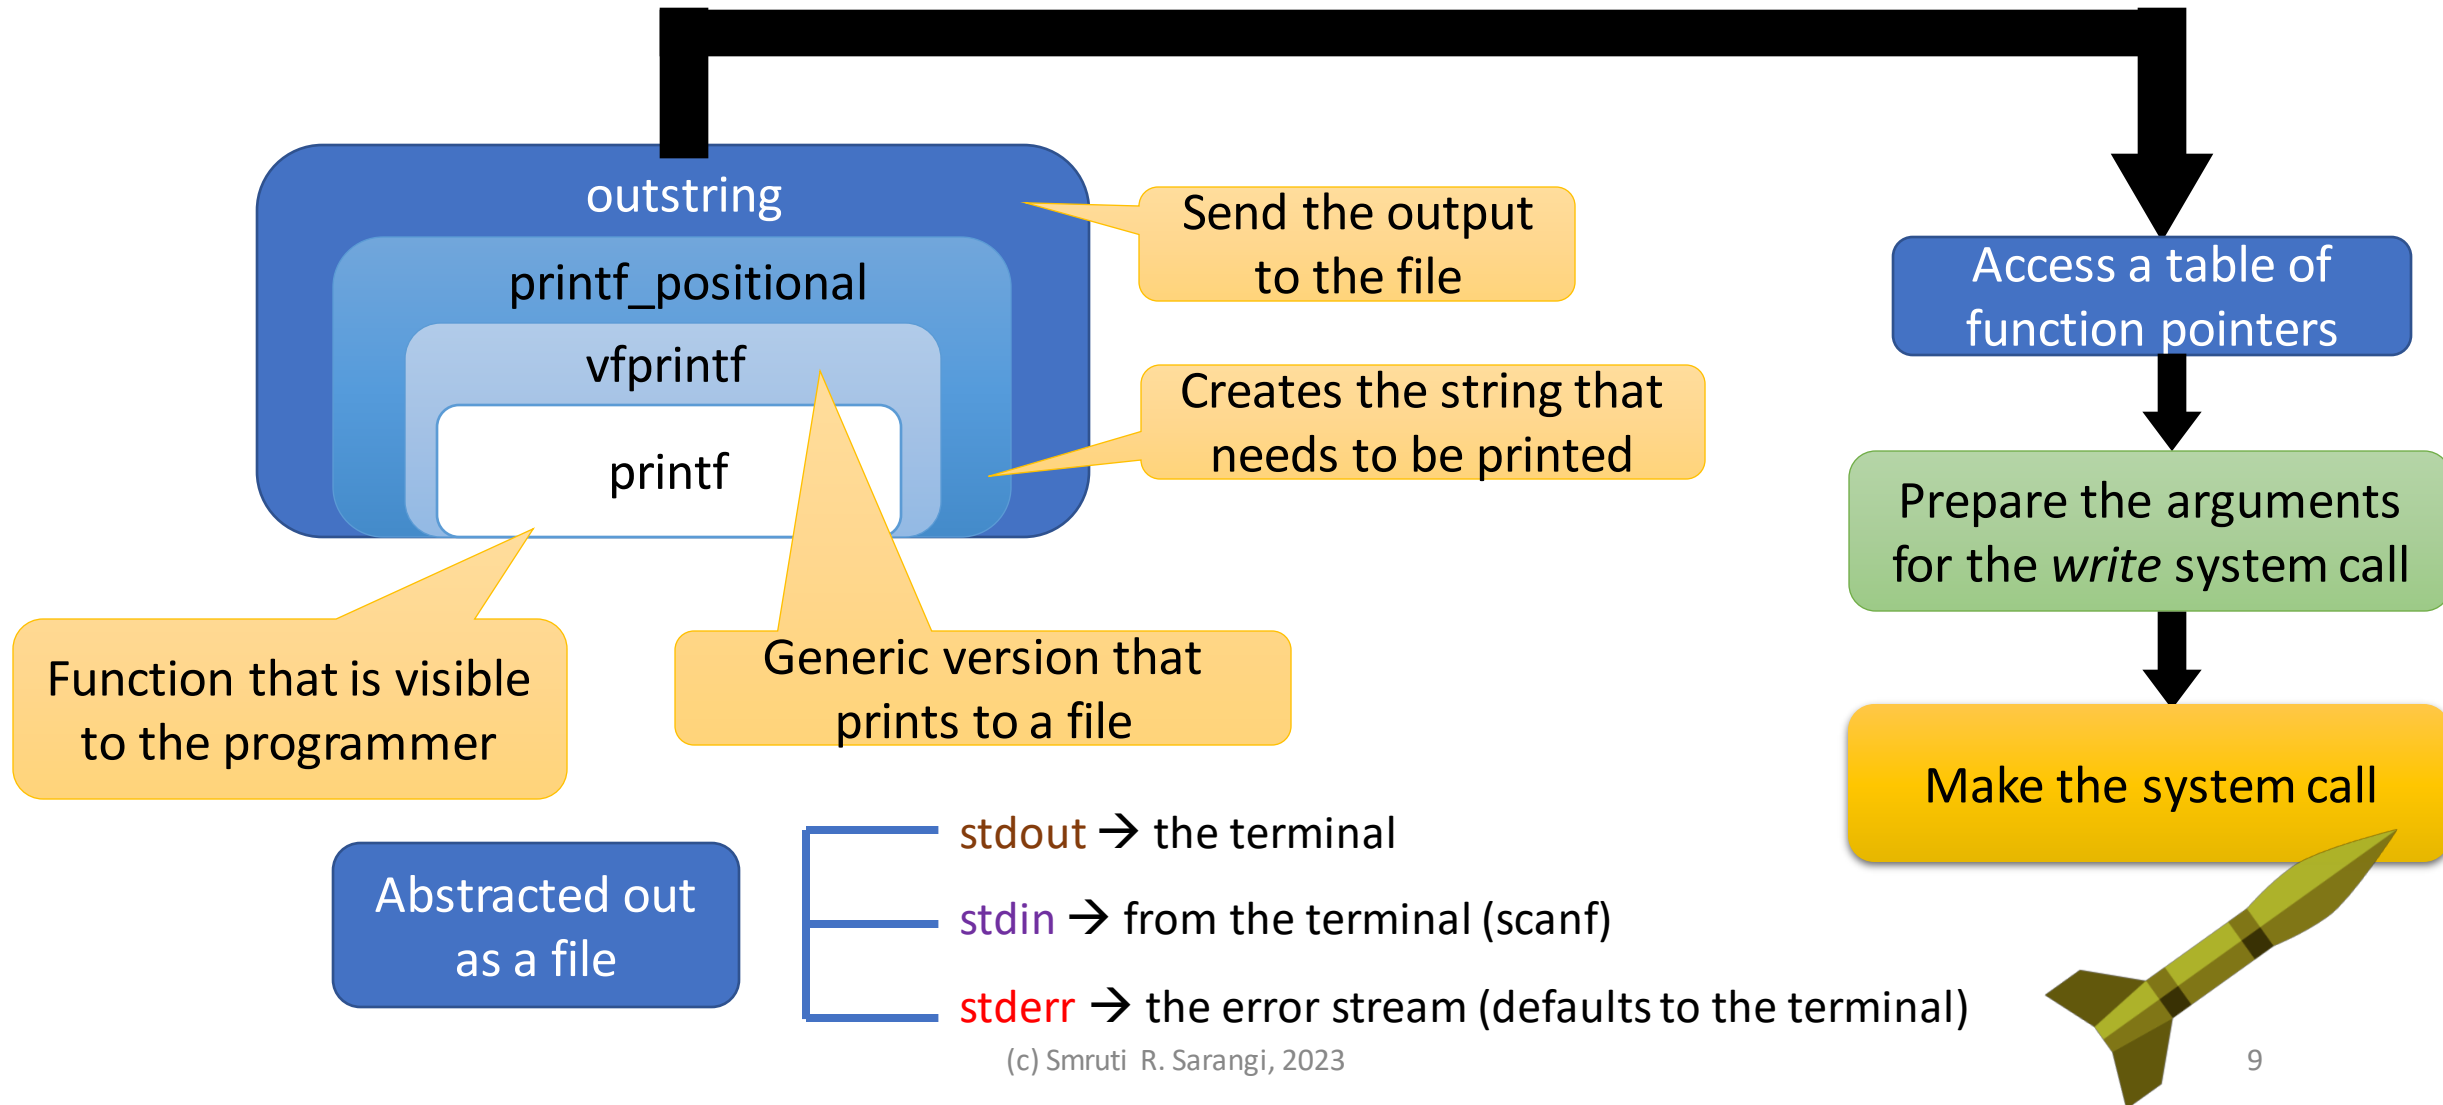 outstring
printf_positional
vfprintf
printf
Send the output
to the file
Creates the string that
needs to be printed
Function that is visible
to the programmer
Generic version that
prints to a file
Access a table of
function pointers
Prepare the arguments
for the write system call
Make the system call
Abstracted out
as a file
stdout → the terminal
stdin → from the terminal (scanf)
stderr → the error stream (defaults to the terminal)
(c) Smruti R. Sarangi, 2023
9